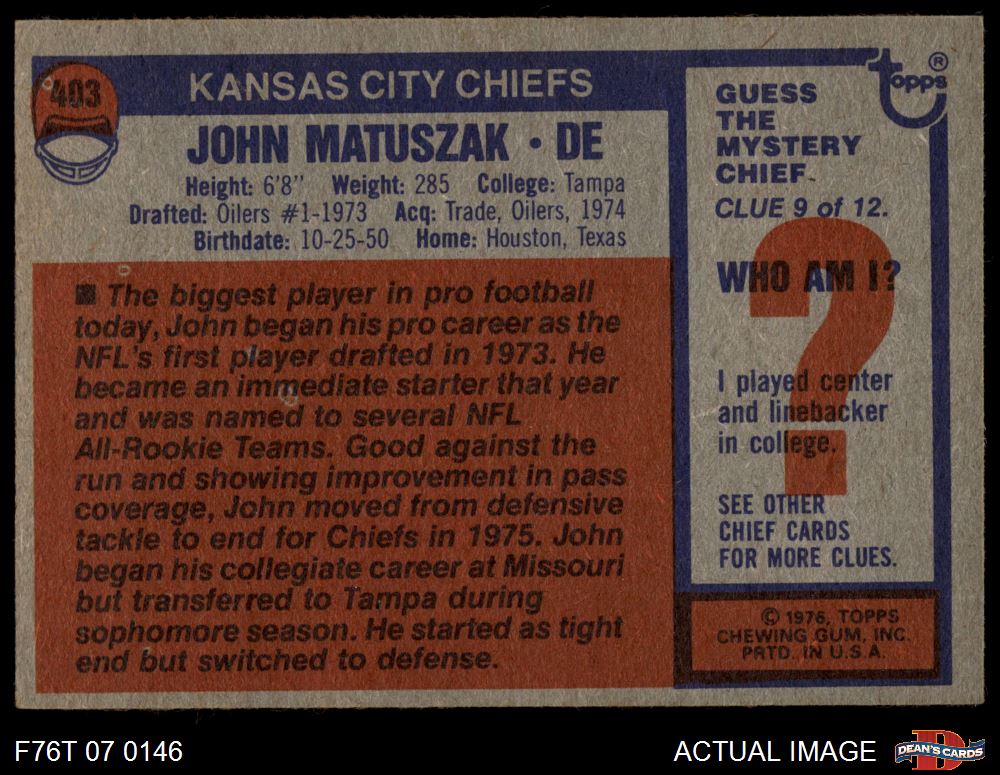 403
KANSAS CITY CHIEFS
JOHN MATUSZAK • DE
Height: 6'8" Weight: 285 College: Tampa
Drafted: Oilers #1-1973 Acq: Trade, Oilers, 1974
Birthdate: 10-25-50 Home: Houston, Texas
■ The biggest player in pro football
today, John began his pro career as the
NFL's first player drafted in 1973. He
became an immediate starter that year
and was named to several NFL
All-Rookie Teams. Good against the
run and showing improvement in pass
coverage, John moved from defensive
tackle to end for Chiefs in 1975. John
began his collegiate career at Missouri
but transferred to Tampa during
sophomore season. He started as tight
end but switched to defense.
Topps ®
GUESS
THE
MYSTERY
CHIEF.
CLUE 9 of 12.
?
WHO AM I?
I played center
and linebacker
in college.
SEE OTHER
CHIEF CARDS
FOR MORE CLUES.
© 1976, TOPPS
CHEWING GUM, INC.
PRTD. IN U.S.A.
F76T 07 0146
ACTUAL IMAGE
D
DEAN'S CARDS